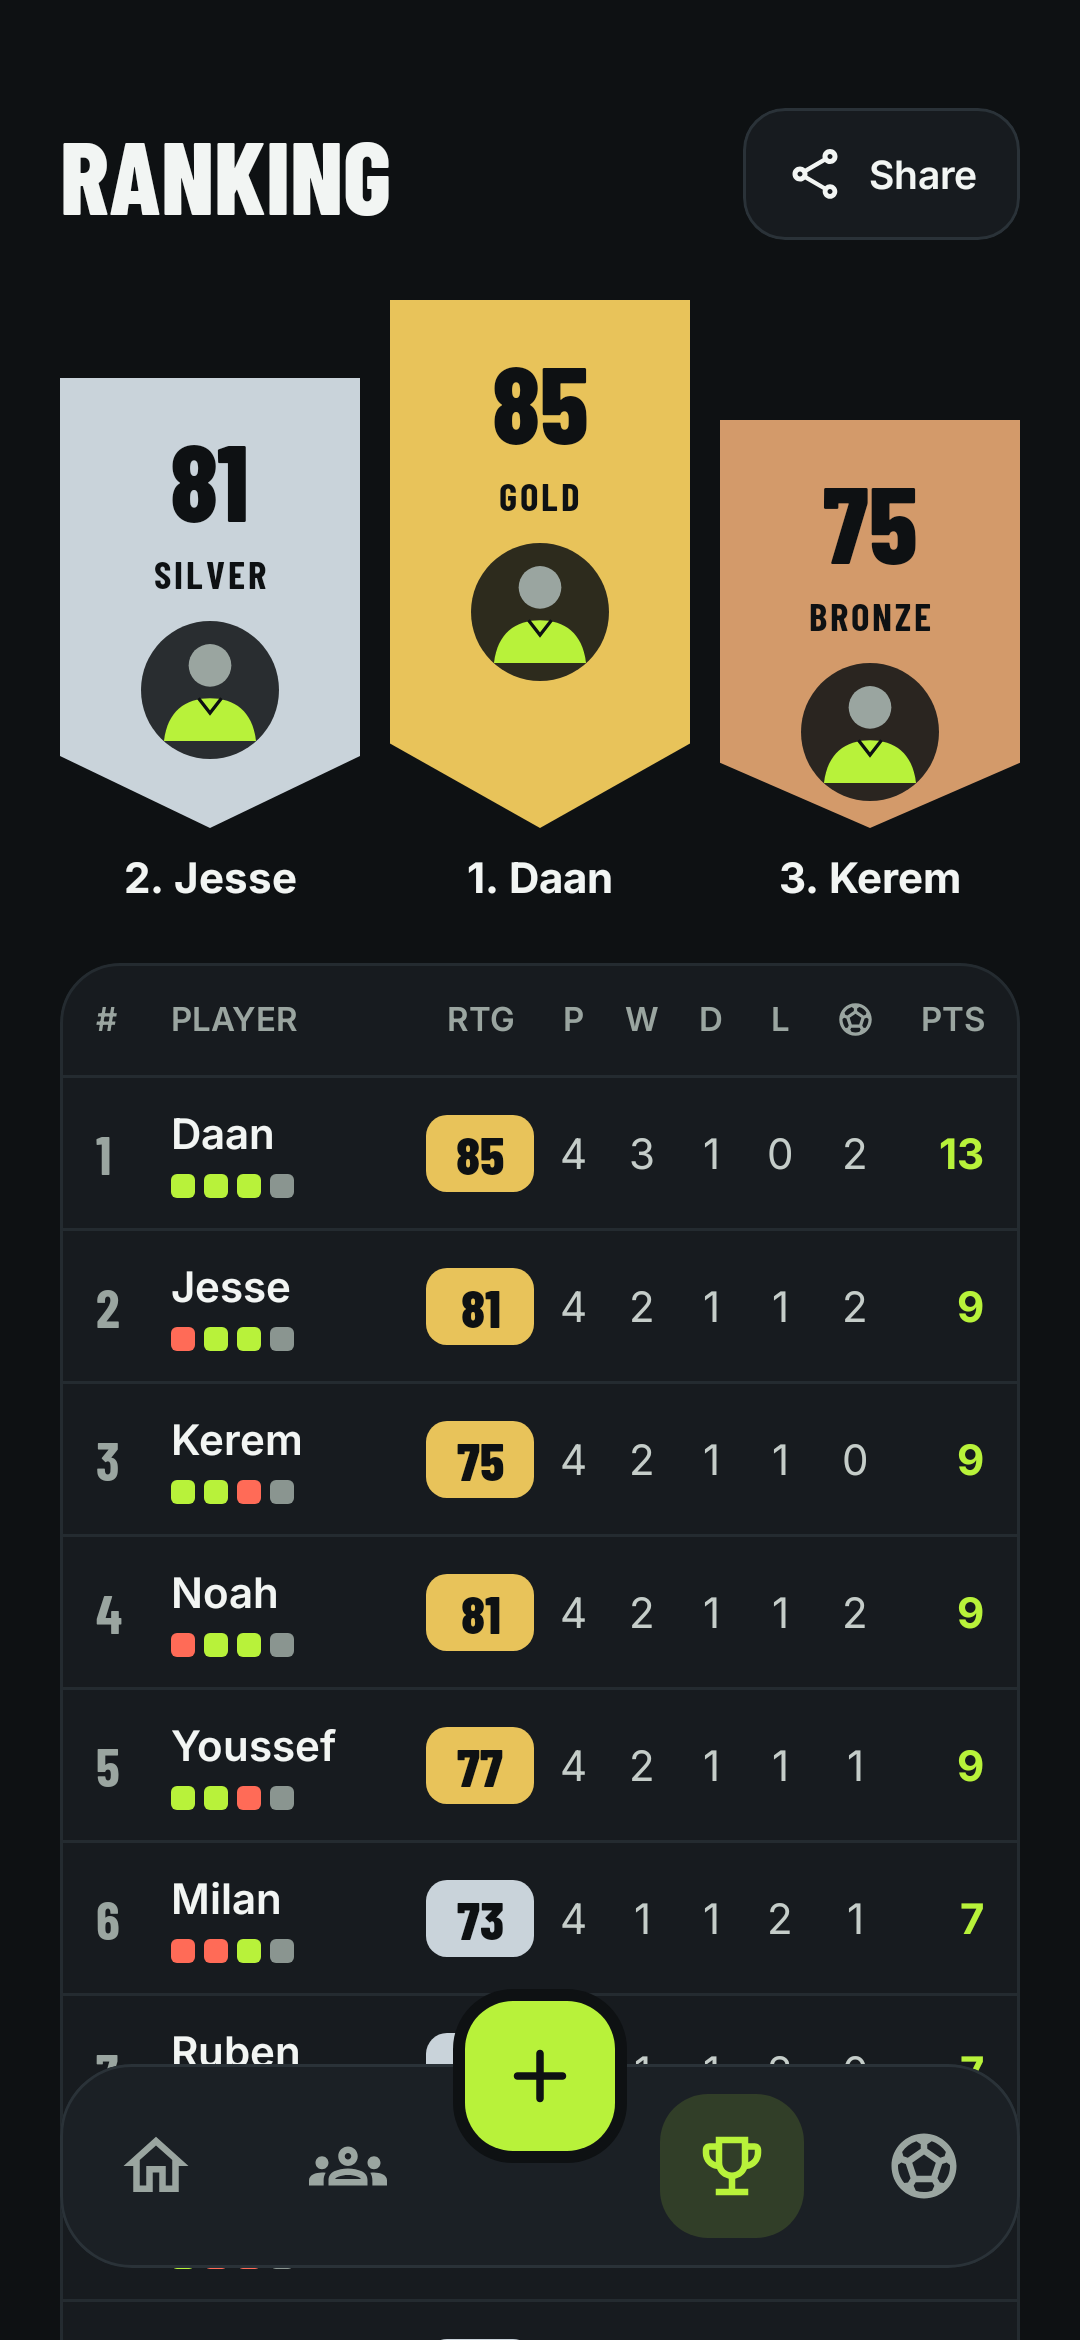 RANKING
Share
81
SILVER
85
GOLD
75
BRONZE
2. Jesse
1. Daan
3. Kerem
# PLAYER RTG P W D L PTS
1 Daan 85 4 3 1 0 2 13
2 Jesse 81 4 2 1 1 2 9
3 Kerem 75 4 2 1 1 0 9
4 Noah 81 4 2 1 1 2 9
5 Youssef 77 4 2 1 1 1 9
6 Milan 73 4 1 1 2 1 7
Ruben